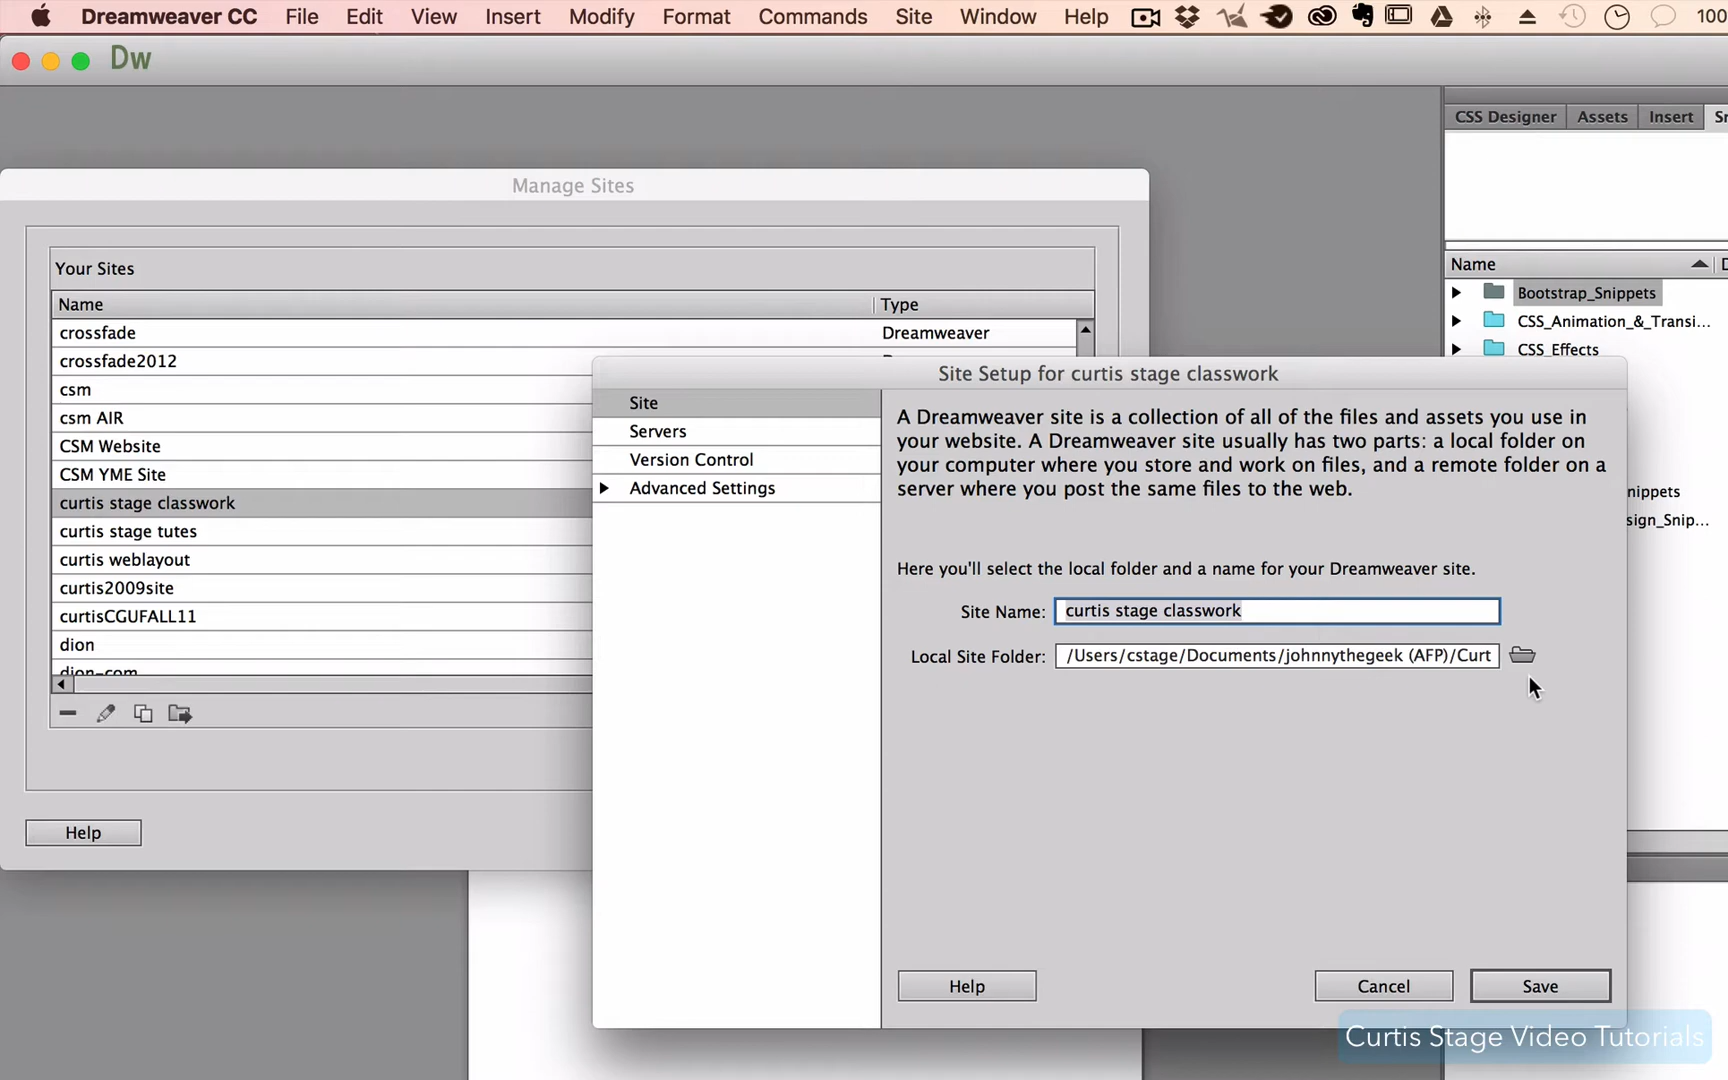 Dreamweaver CC File Edit View Insert Modify Format Commands Site Window Help 100
Dw
CSS Designer Assets Insert
Manage Sites
Your Sites
Name Type
crossfade Dreamweaver
crossfade2012
csm
csm AIR
CSM Website
CSM YME Site
curtis stage classwork
curtis stage tutes
curtis weblayout
curtis2009site
curtisCGUFALL11
dion
dion-com
Help
Name
Bootstrap_Snippets
CSS_Animation_&_Transi...
CSS_Effects
nippets
sign_Snip...
Site Setup for curtis stage classwork
Site
Servers
Version Control
Advanced Settings
A Dreamweaver site is a collection of all of the files and assets you use in
your website. A Dreamweaver site usually has two parts: a local folder on
your computer where you store and work on files, and a remote folder on a
server where you post the same files to the web.
Here you'll select the local folder and a name for your Dreamweaver site.
Site Name: curtis stage classwork
Local Site Folder: /Users/cstage/Documents/johnnythegeek (AFP)/Curt
Help Cancel Save
Curtis Stage Video Tutorials